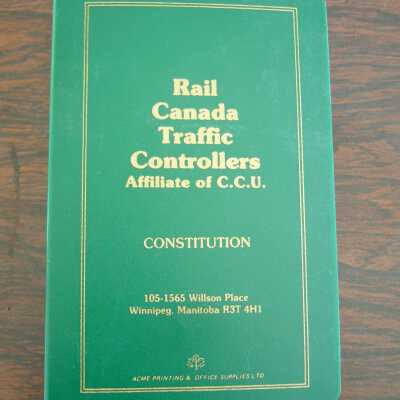 Rail
Canada
Traffic
Controllers
Affiliate of C.C.U.
CONSTITUTION
105-1565 Willson Place
Winnipeg, Manitoba R3T 4H1
ACME PRINTING & OFFICE SUPPLIES LTD.